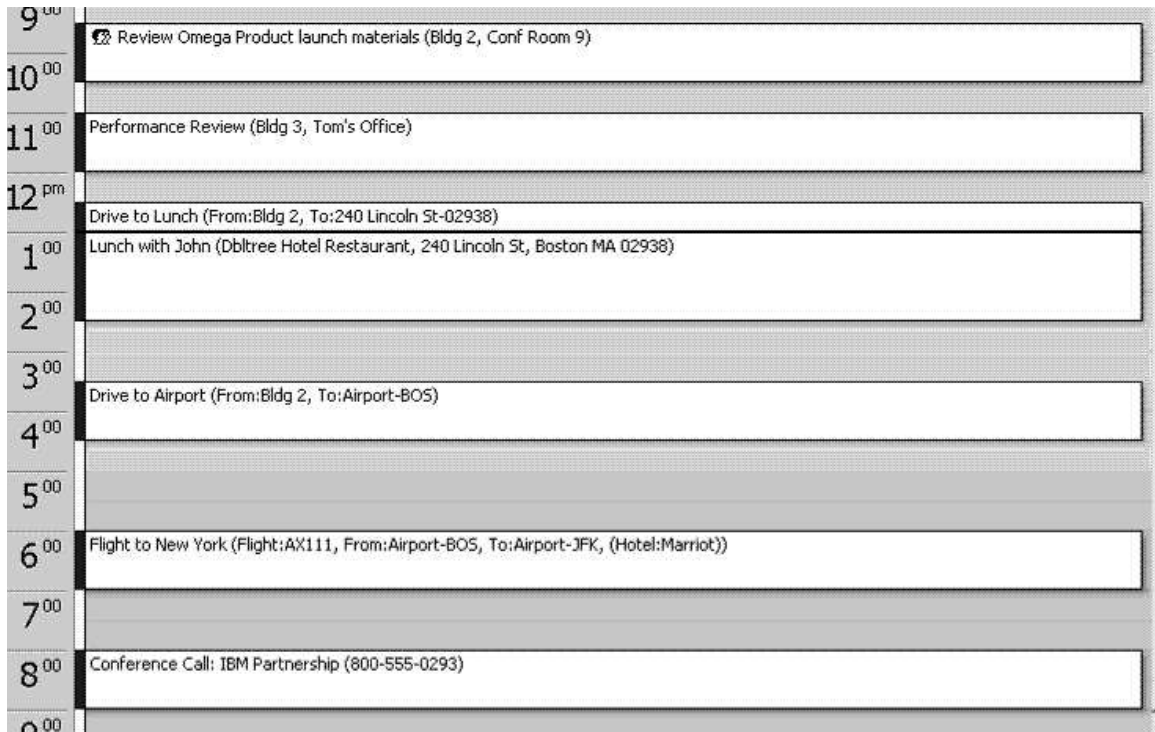 9 00
Review Omega Product launch materials (Bldg 2, Conf Room 9)
10 00
11 00
Performance Review (Bldg 3, Tom's Office)
12 pm
Drive to Lunch (From:Bldg 2, To:240 Lincoln St-02938)
1 00
Lunch with John (Dbltree Hotel Restaurant, 240 Lincoln St, Boston MA 02938)
2 00
3 00
Drive to Airport (From:Bldg 2, To:Airport-BOS)
4 00
5 00
6 00
Flight to New York (Flight:AX111, From:Airport-BOS, To:Airport-JFK, (Hotel:Marriot))
7 00
8 00
Conference Call: IBM Partnership (800-555-0293)
9 00